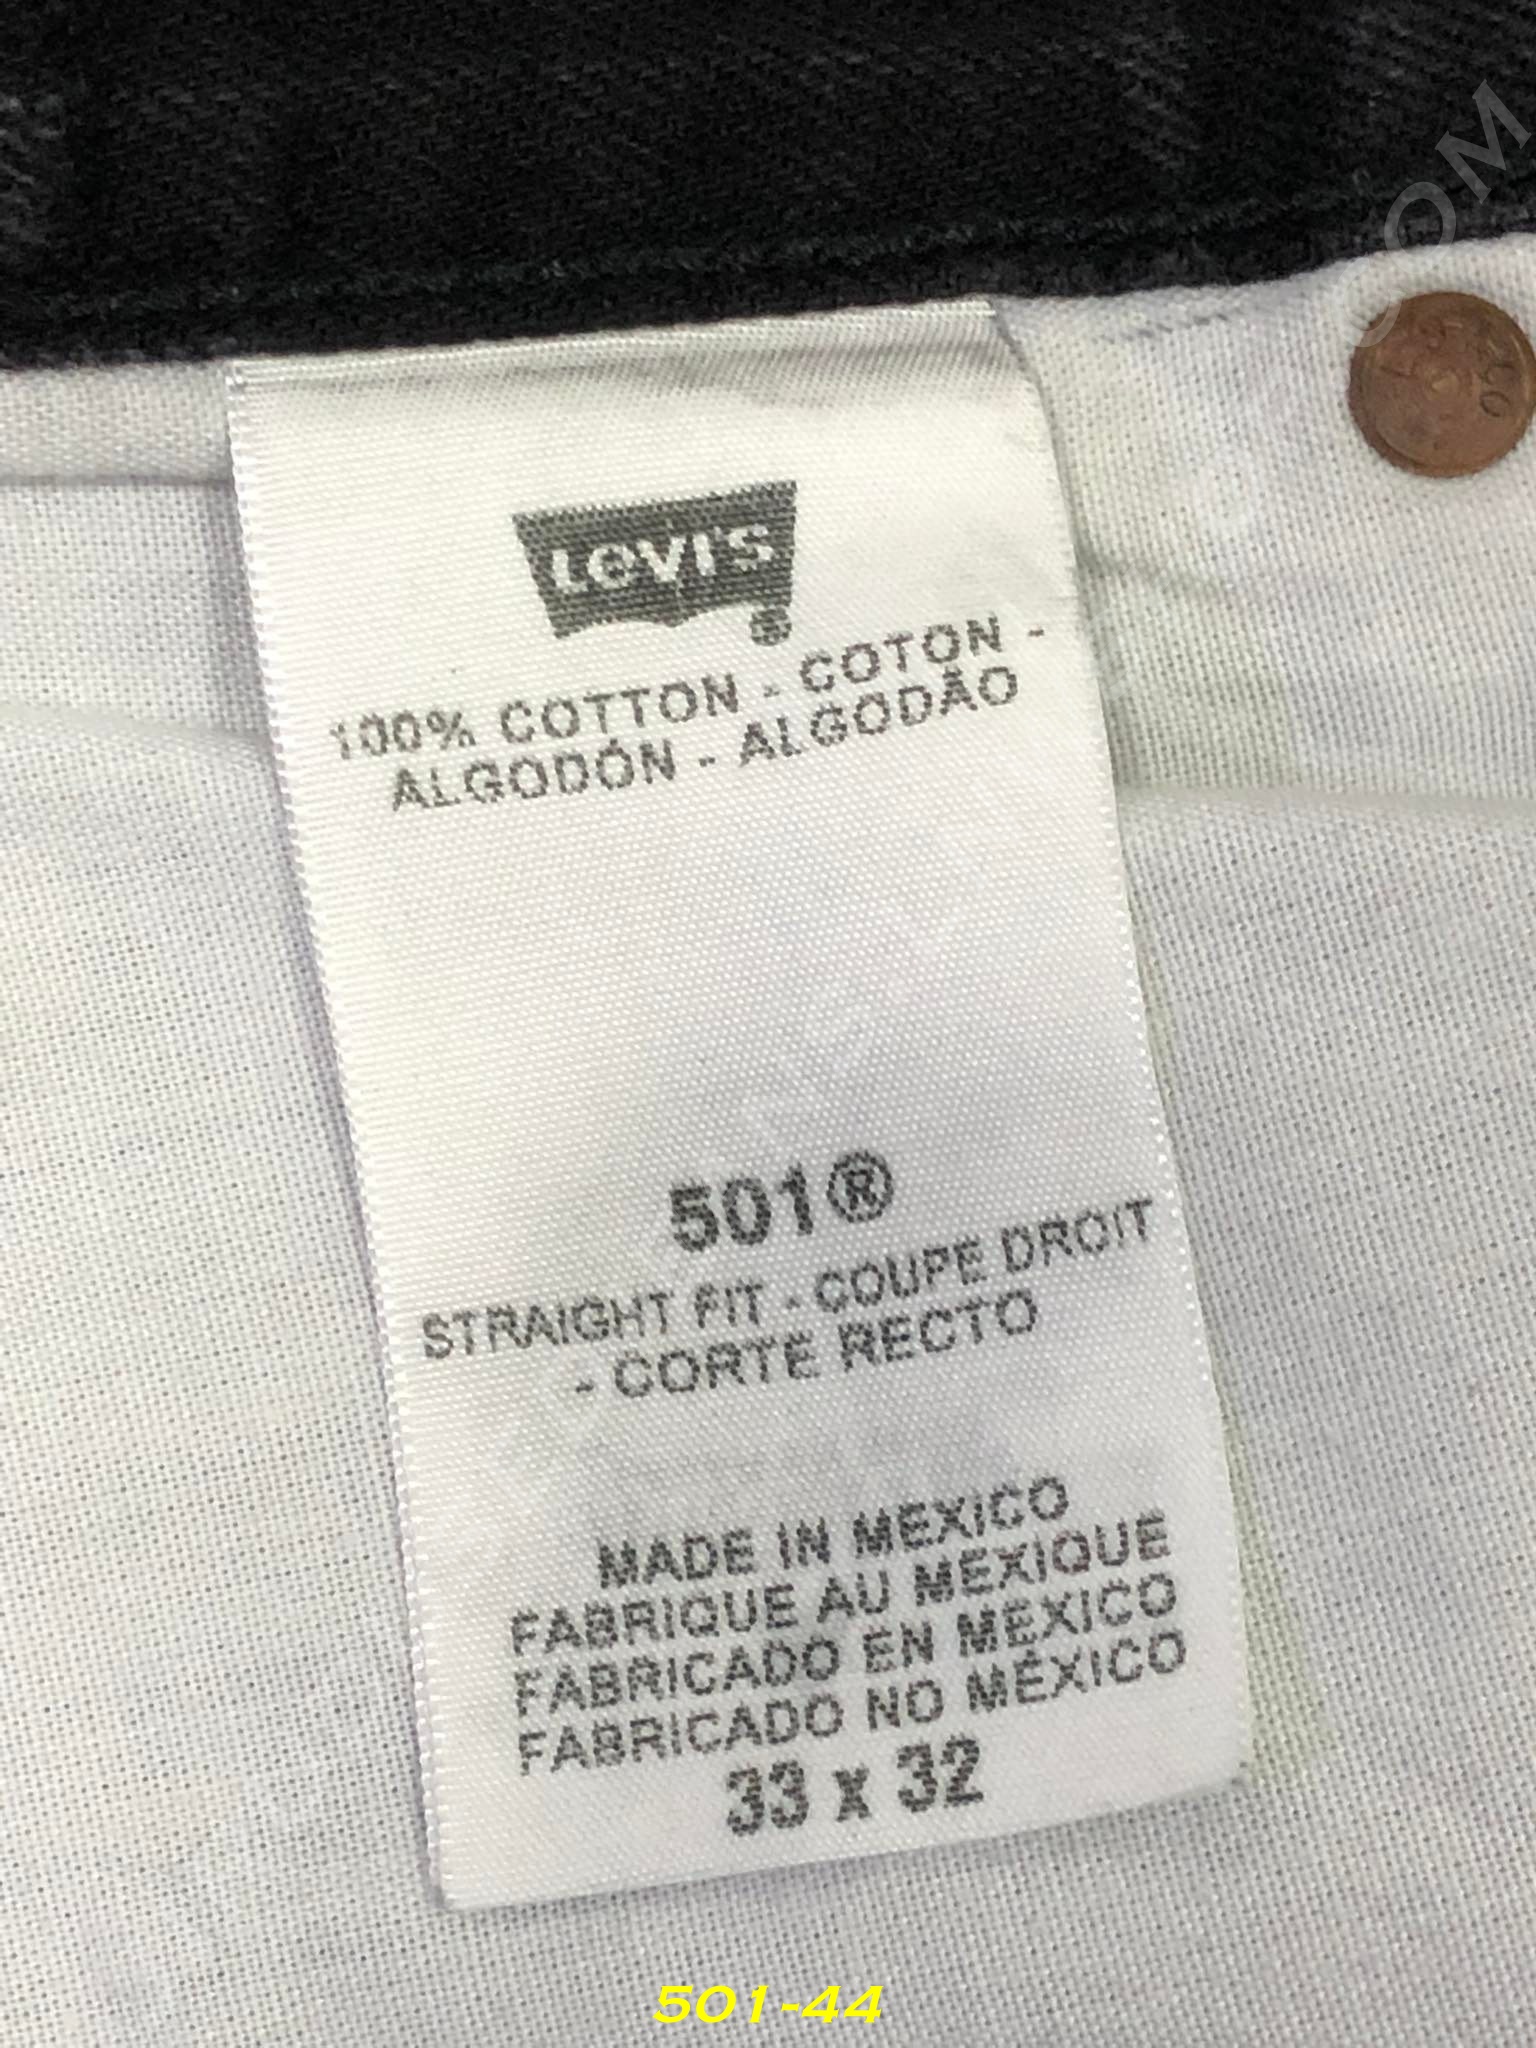 LEVI'S
®
100% COTTON - COTON -
ALGODÓN - ALGODÃO
501®
STRAIGHT FIT - COUPE DROIT
- CORTE RECTO
MADE IN MEXICO
FABRIQUE AU MEXIQUE
FABRICADO EN MEXICO
FABRICADO NO MÉXICO
33 x 32
501-44